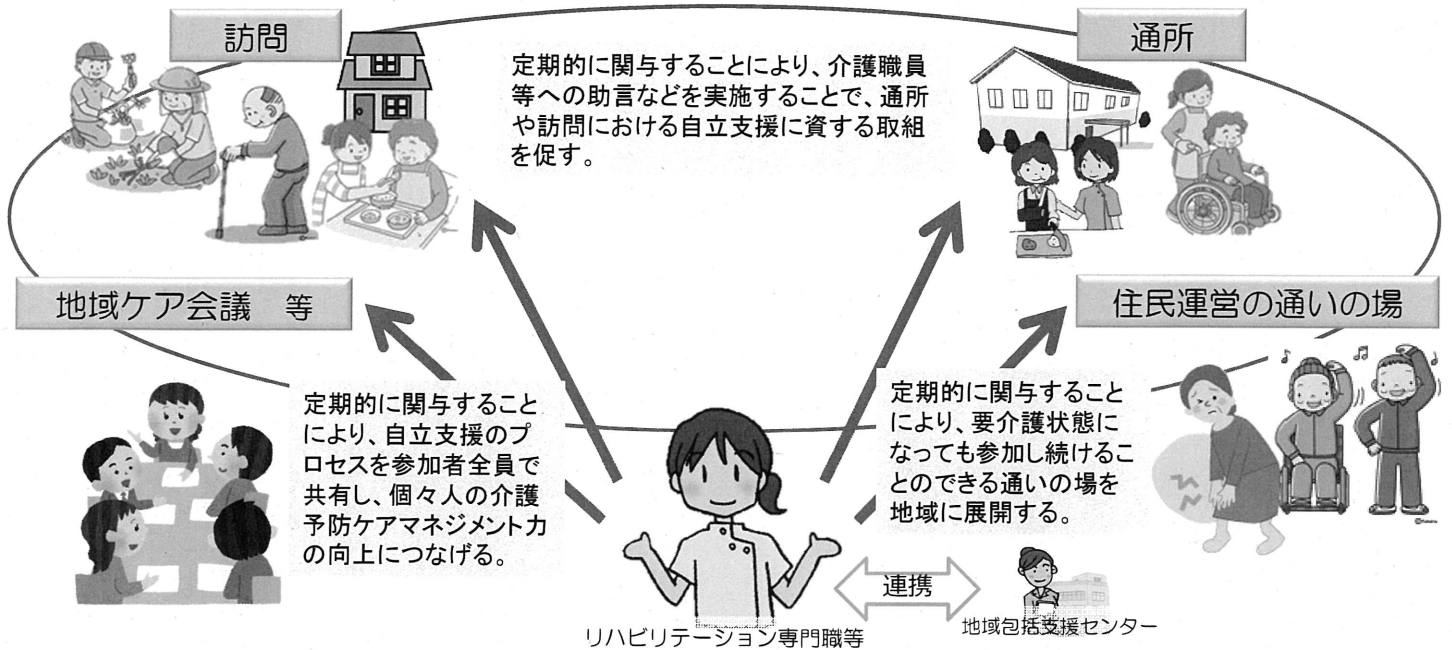 訪問
通所
定期的に関与することにより、介護職員
等への助言などを実施することで、通所
や訪問における自立支援に資する取組
を促す。
地域ケア会議　等
住民運営の通いの場
定期的に関与すること
により、自立支援のプ
ロセスを参加者全員で
共有し、個々人の介護
予防ケアマネジメント力
の向上につなげる。
定期的に関与すること
により、要介護状態に
なっても参加し続けるこ
とのできる通いの場を
地域に展開する。
連携
リハビリテーション専門職等
地域包括支援センター